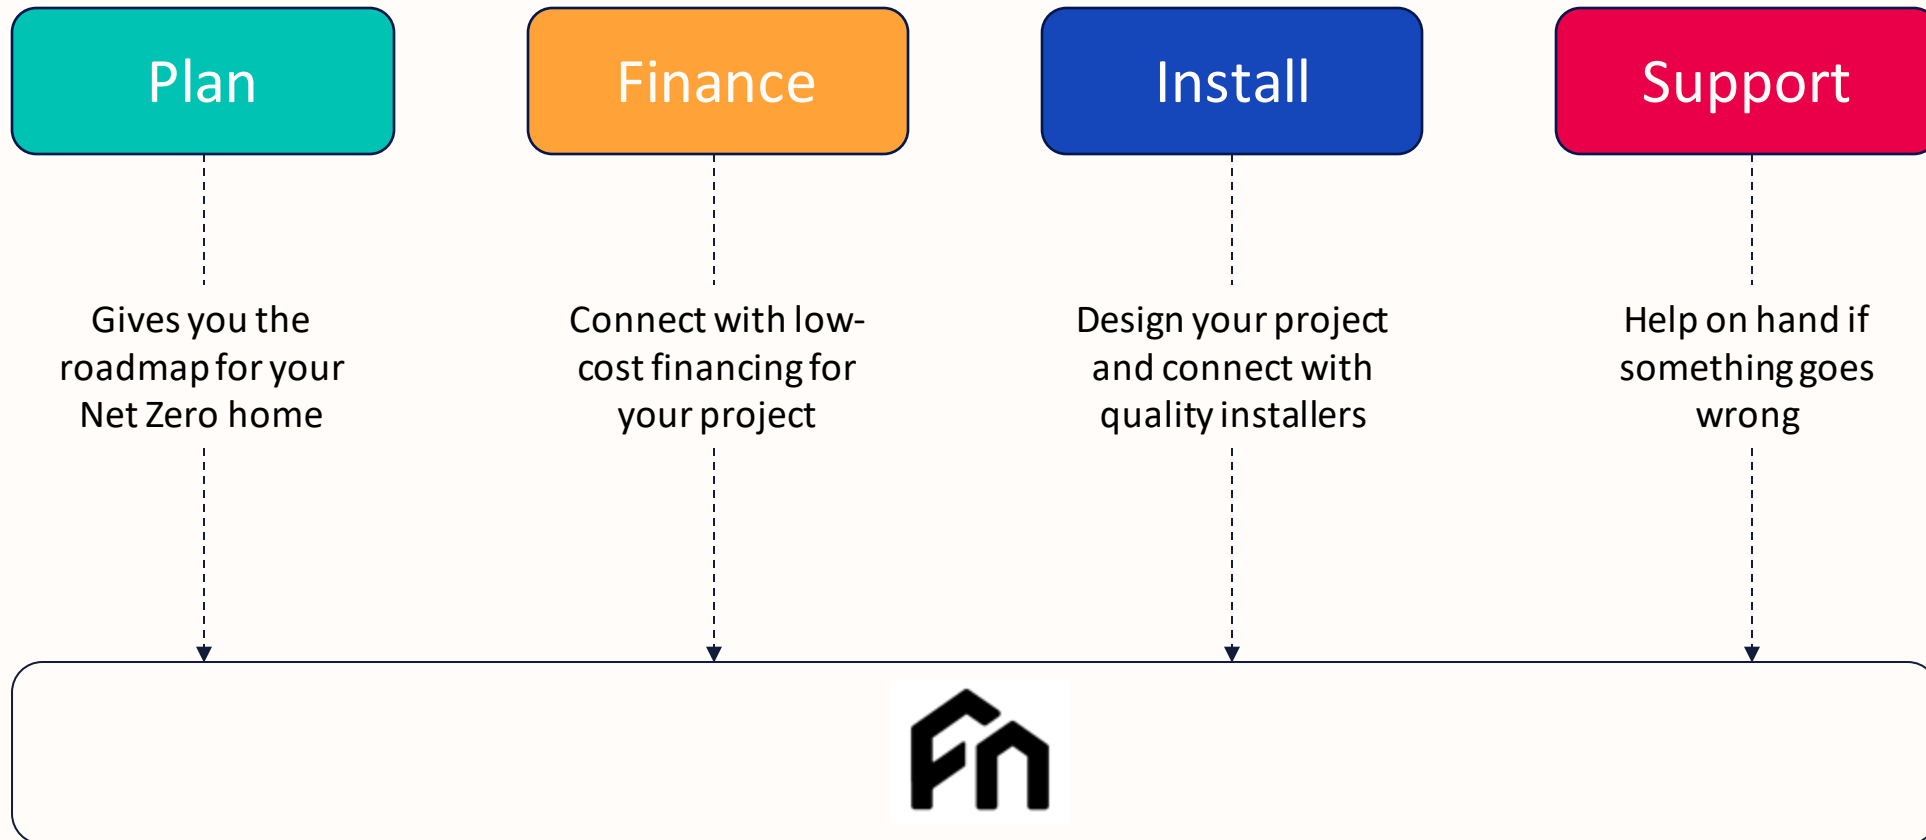 Plan
Finance
Install
Support
Gives you the
roadmap for your
Net Zero home
Connect with low-
cost financing for
your project
Design your project
and connect with
quality installers
Help on hand if
something goes
wrong
Fn